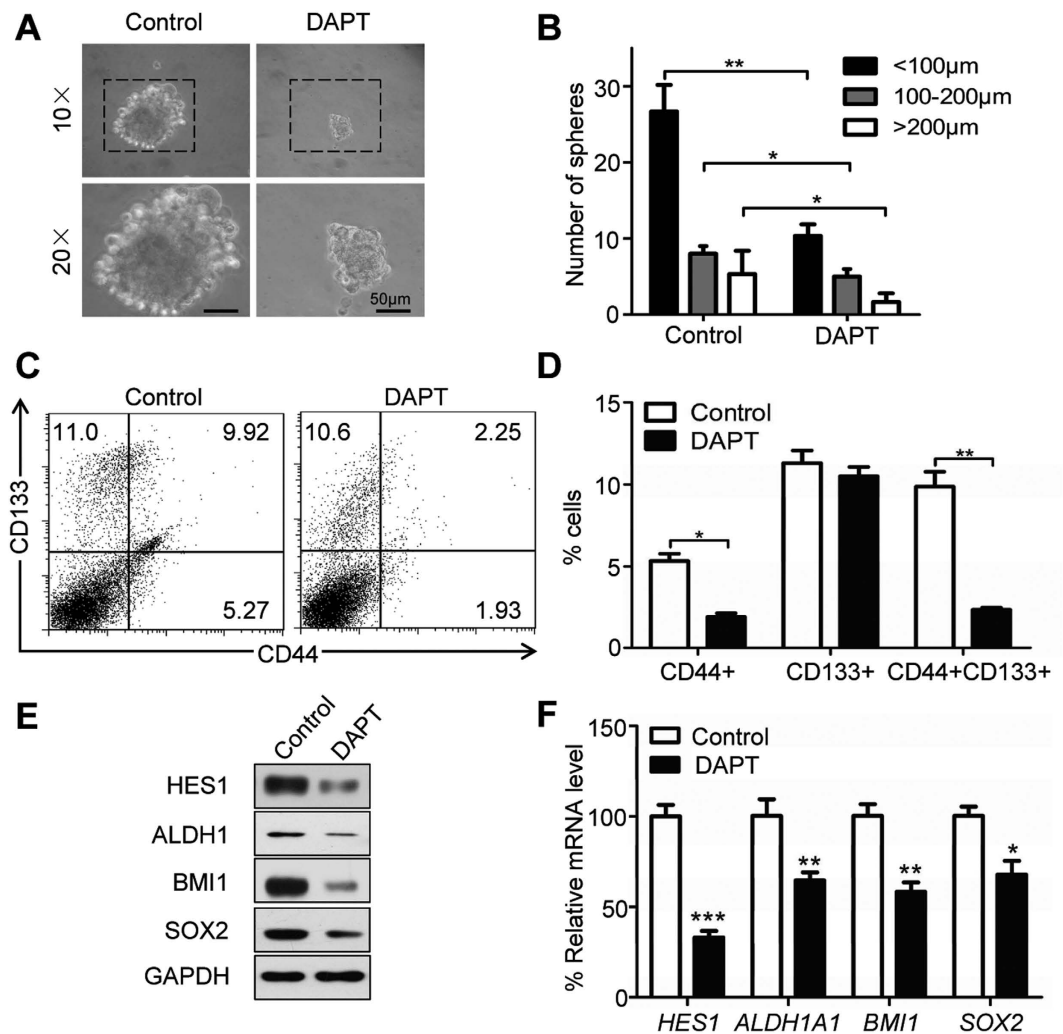 A
Control DAPT
10×
20×
50μm
B
Number of spheres
30
20
10
0
** * *
<100μm
100-200μm
>200μm
Control DAPT
C
Control DAPT
CD133
11.0 9.92
5.27
10.6 2.25
1.93
CD44
D
% cells
15
10
5
0
Control
DAPT
* **
CD44+ CD133+ CD44+CD133+
E
Control DAPT
HES1
ALDH1
BMI1
SOX2
GAPDH
F
% Relative mRNA level
150
100
50
0
Control
DAPT
*** ** ** *
HES1 ALDH1A1 BMI1 SOX2